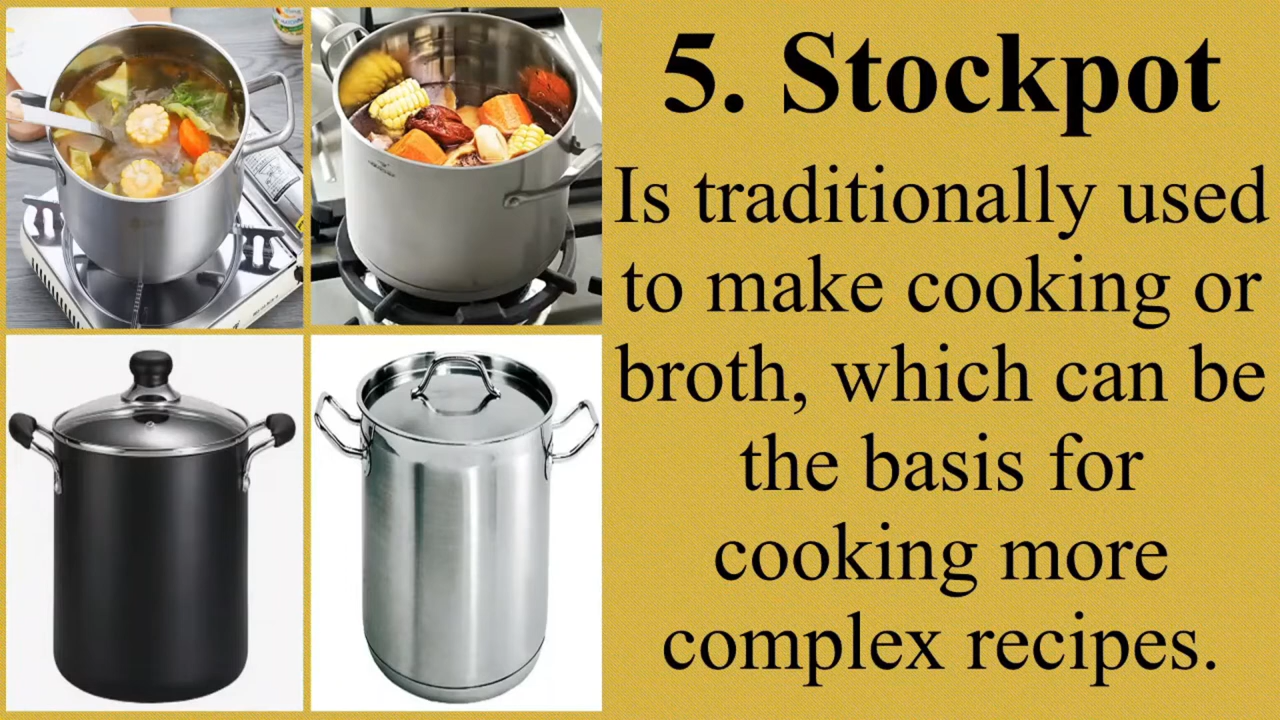 5. Stockpot
Is traditionally used
to make cooking or
broth, which can be
the basis for
cooking more
complex recipes.